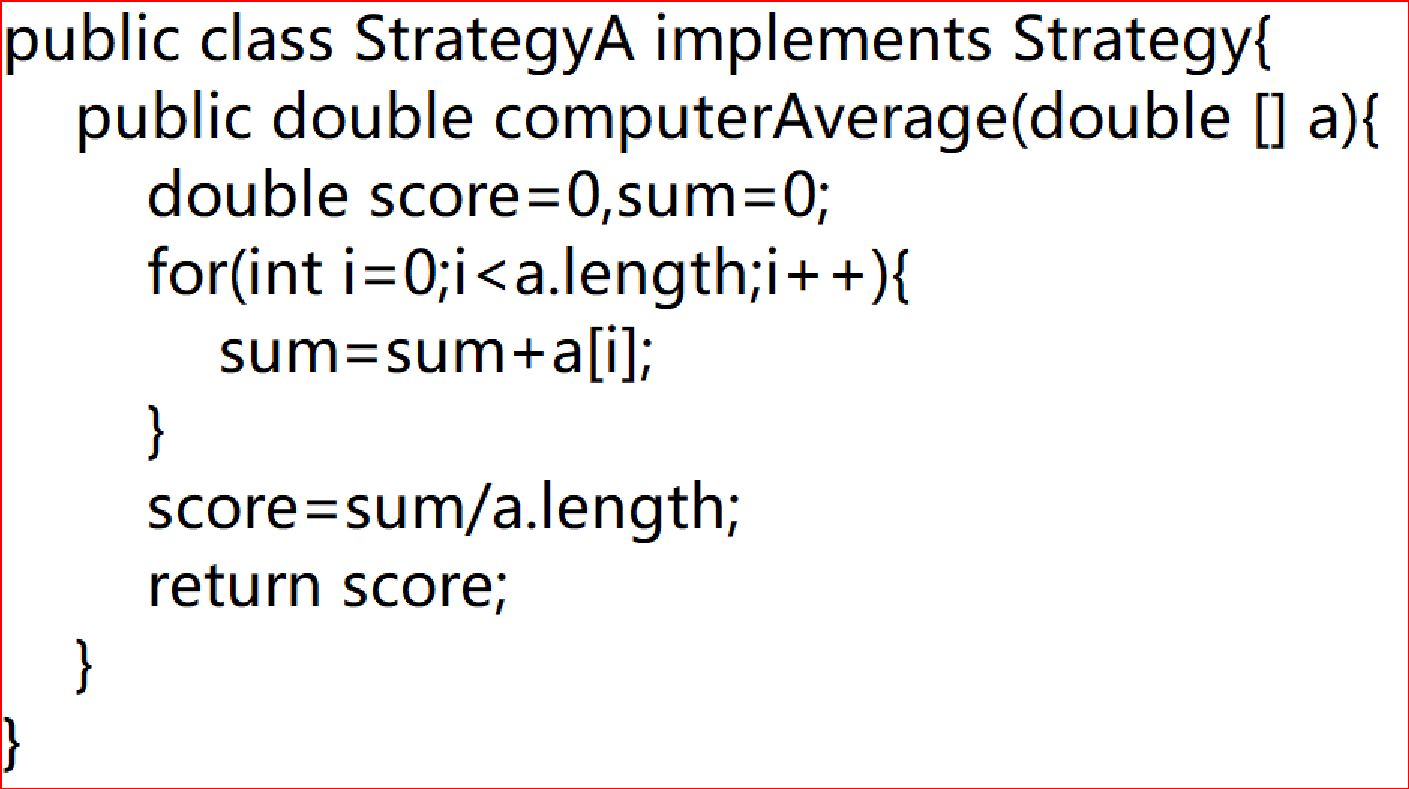 public class StrategyA implements Strategy{
public double computerAverage(double [] a){
double score=0,sum=0;
for(int i=0;i<a.length;i++){
sum=sum+a[i];
}
score=sum/a.length;
return score;
}
}